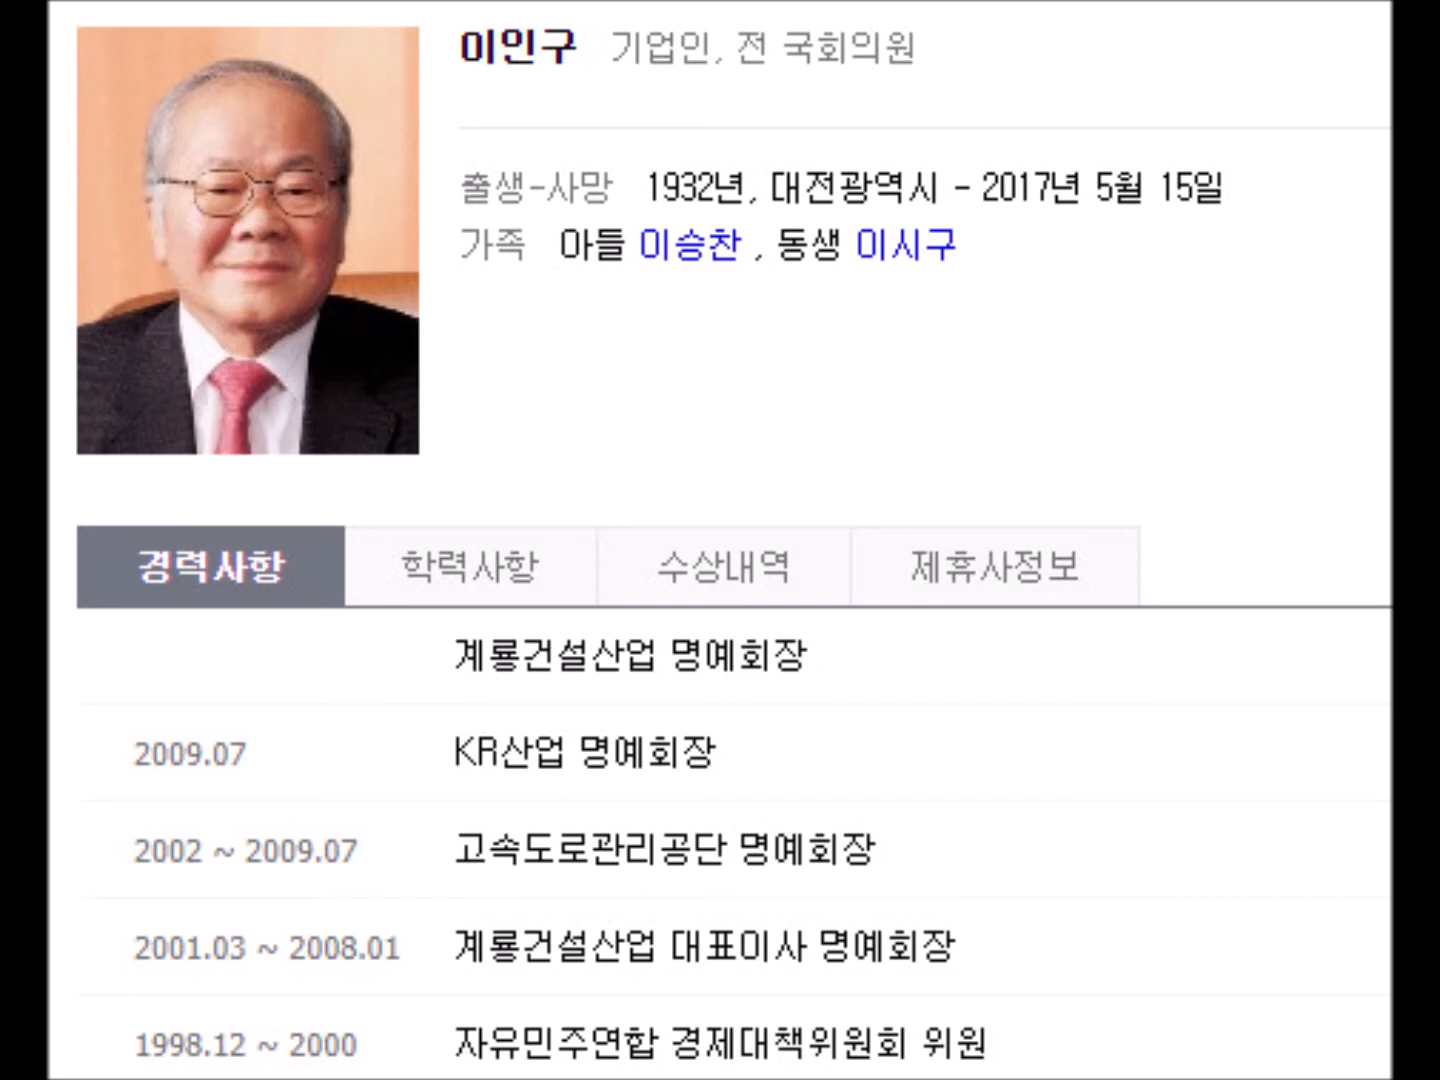 이인구 기업인, 전 국회의원
출생-사망 1932년, 대전광역시 - 2017년 5월 15일
가족 아들 이승찬 , 동생 이시구
경력사항 학력사항 수상내역 제휴사정보
계룡건설산업 명예회장
2009.07 KR산업 명예회장
2002 ~ 2009.07 고속도로관리공단 명예회장
2001.03 ~ 2008.01 계룡건설산업 대표이사 명예회장
1998.12 ~ 2000 자유민주연합 경제대책위원회 위원